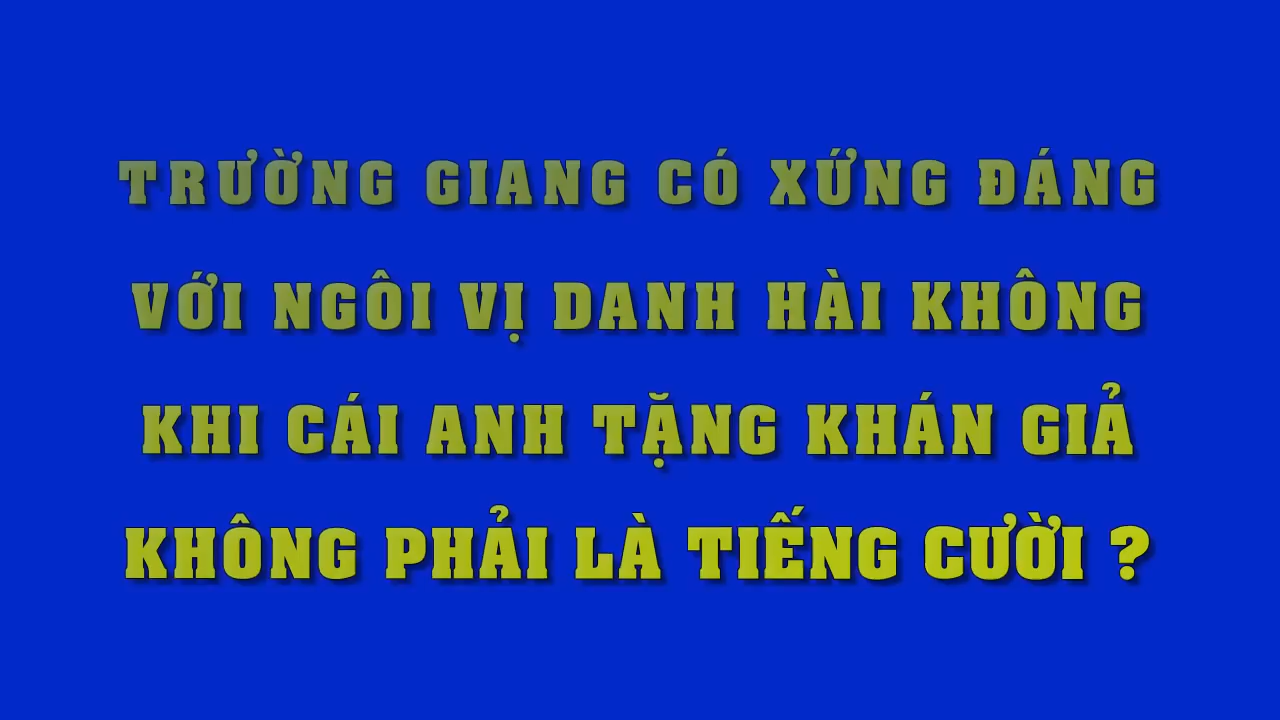 TRƯỜNG GIANG CÓ XỨNG ĐÁNG
VỚI NGÔI VỊ DANH HÀI KHÔNG
KHI CÁI ANH TẶNG KHÁN GIẢ
KHÔNG PHẢI LÀ TIẾNG CƯỜI ?